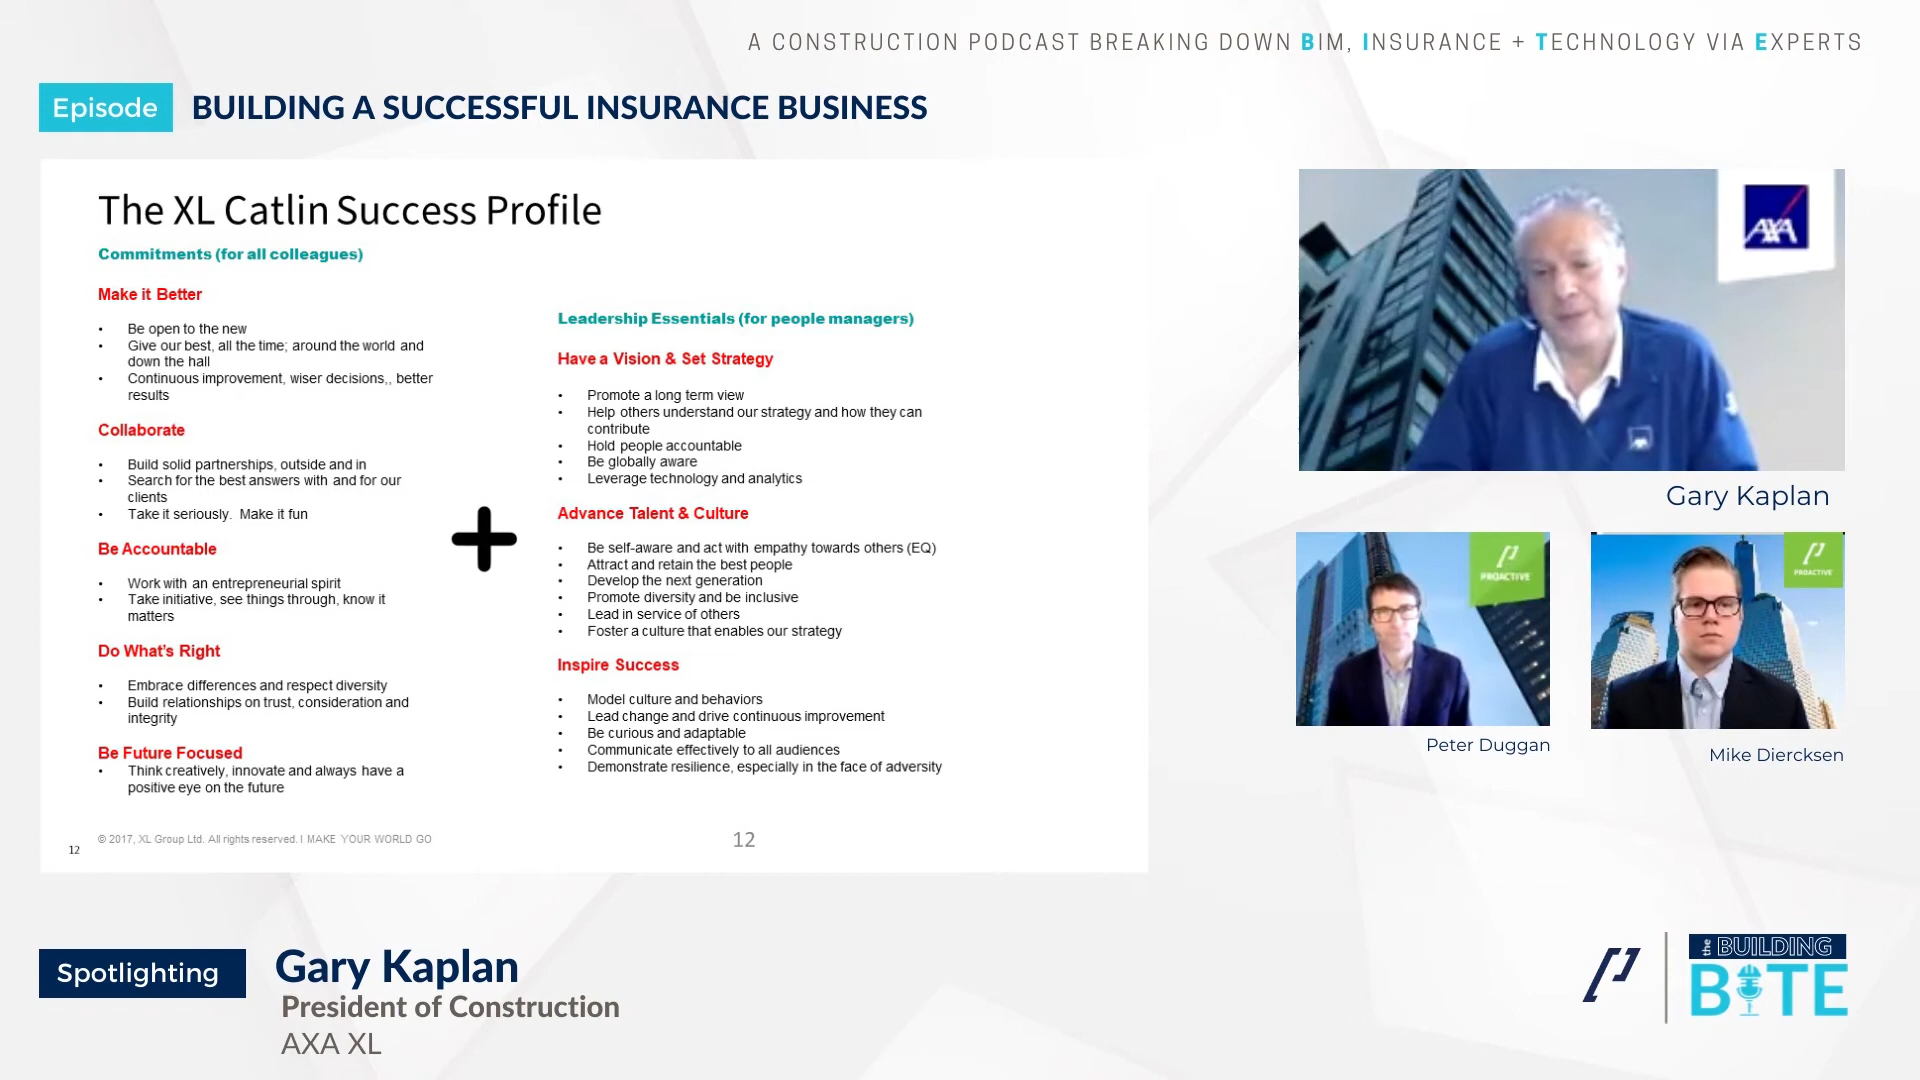 A CONSTRUCTION PODCAST BREAKING DOWN BIM, INSURANCE + TECHNOLOGY VIA EXPERTS
Episode
BUILDING A SUCCESSFUL INSURANCE BUSINESS
The XL Catlin Success Profile
Commitments (for all colleagues)
Make it Better
• Be open to the new
• Give our best, all the time; around the world and
down the hall
• Continuous improvement, wiser decisions,, better
results
Collaborate
• Build solid partnerships, outside and in
• Search for the best answers with and for our
clients
• Take it seriously. Make it fun
Be Accountable
• Work with an entrepreneurial spirit
• Take initiative, see things through, know it
matters
Do What's Right
• Embrace differences and respect diversity
• Build relationships on trust, consideration and
integrity
Be Future Focused
• Think creatively, innovate and always have a
positive eye on the future
+
Leadership Essentials (for people managers)
Have a Vision & Set Strategy
• Promote a long term view
• Help others understand our strategy and how they can
contribute
• Hold people accountable
• Be globally aware
• Leverage technology and analytics
Advance Talent & Culture
• Be self-aware and act with empathy towards others (EQ)
• Attract and retain the best people
• Develop the next generation
• Promote diversity and be inclusive
• Lead in service of others
• Foster a culture that enables our strategy
Inspire Success
• Model culture and behaviors
• Lead change and drive continuous improvement
• Be curious and adaptable
• Communicate effectively to all audiences
• Demonstrate resilience, especially in the face of adversity
© 2017, XL Group Ltd. All rights reserved. I MAKE YOUR WORLD GO
12
12
AXA
Gary Kaplan
PROACTIVE
Peter Duggan
PROACTIVE
Mike Diercksen
Spotlighting
Gary Kaplan
President of Construction
AXA XL
the BUILDING
BITE